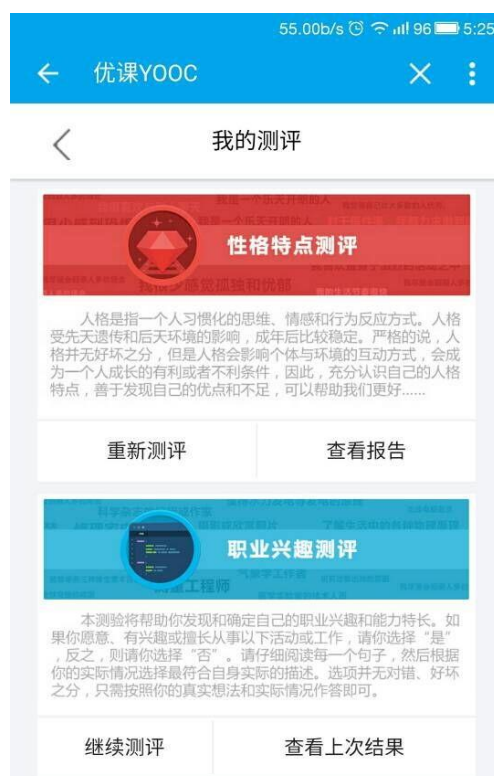 55.00b/s 96 5:25
优课YOOC
我的测评
性格特点测评
人格是指一个人习惯化的思维、情感和行为反应方式。人格
受先天遗传和后天环境的影响，成年后比较稳定。严格的说，人
格并无好坏之分，但是人格会影响个体与环境的互动方式，会成
为一个人成长的有利或者不利条件，因此，充分认识自己的人格
特点，善于发现自己的优点和不足，可以帮助我们更好……
重新测评 查看报告
职业兴趣测评
本测验将帮助你发现和确定自己的职业兴趣和能力特长。如
果你愿意、有兴趣或擅长从事以下活动或工作，请你选择“是”
，反之，则请你选择“否”。请仔细阅读每一个句子，然后根据
你的实际情况选择最符合自身实际的描述。选项并无对错、好坏
之分，只需按照你的真实想法和实际情况作答即可。
继续测评 查看上次结果